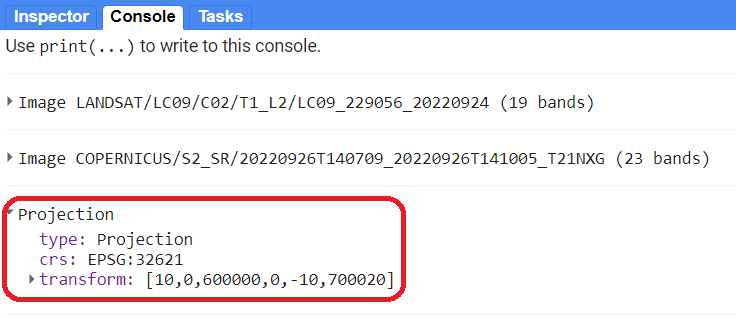 Inspector Console Tasks
Use print(...) to write to this console.
Image LANDSAT/LC09/C02/T1_L2/LC09_229056_20220924 (19 bands)
Image COPERNICUS/S2_SR/20220926T140709_20220926T141005_T21NXG (23 bands)
Projection
type: Projection
crs: EPSG:32621
transform: [10,0,600000,0,-10,700020]